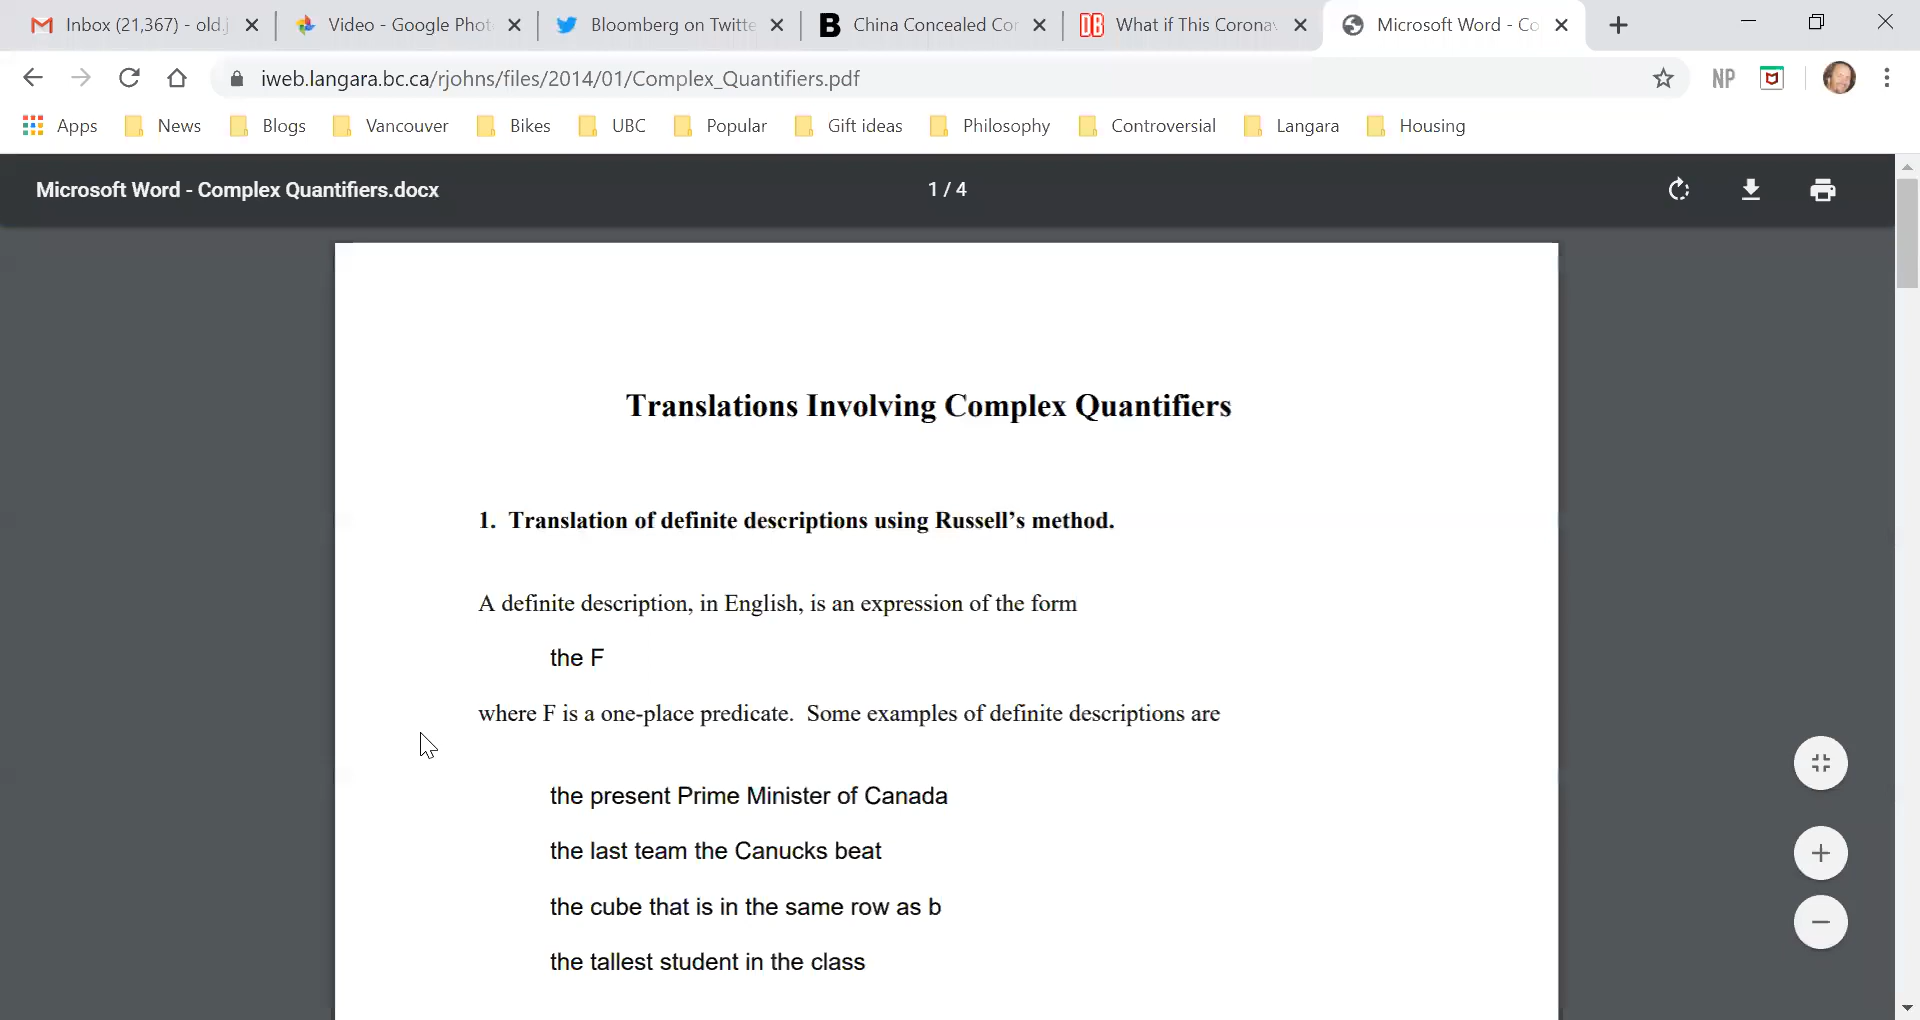 Inbox (21,367) - old.j
Video - Google Phot
Bloomberg on Twitte
B China Concealed Cor
DB What if This Corona
Microsoft Word - Co
iweb.langara.bc.ca/rjohns/files/2014/01/Complex_Quantifiers.pdf
NP
Apps News Blogs Vancouver Bikes UBC Popular Gift ideas Philosophy Controversial Langara Housing
Microsoft Word - Complex Quantifiers.docx 1 / 4
Translations Involving Complex Quantifiers
1. Translation of definite descriptions using Russell’s method.
A definite description, in English, is an expression of the form
the F
where F is a one-place predicate. Some examples of definite descriptions are
the present Prime Minister of Canada
the last team the Canucks beat
the cube that is in the same row as b
the tallest student in the class